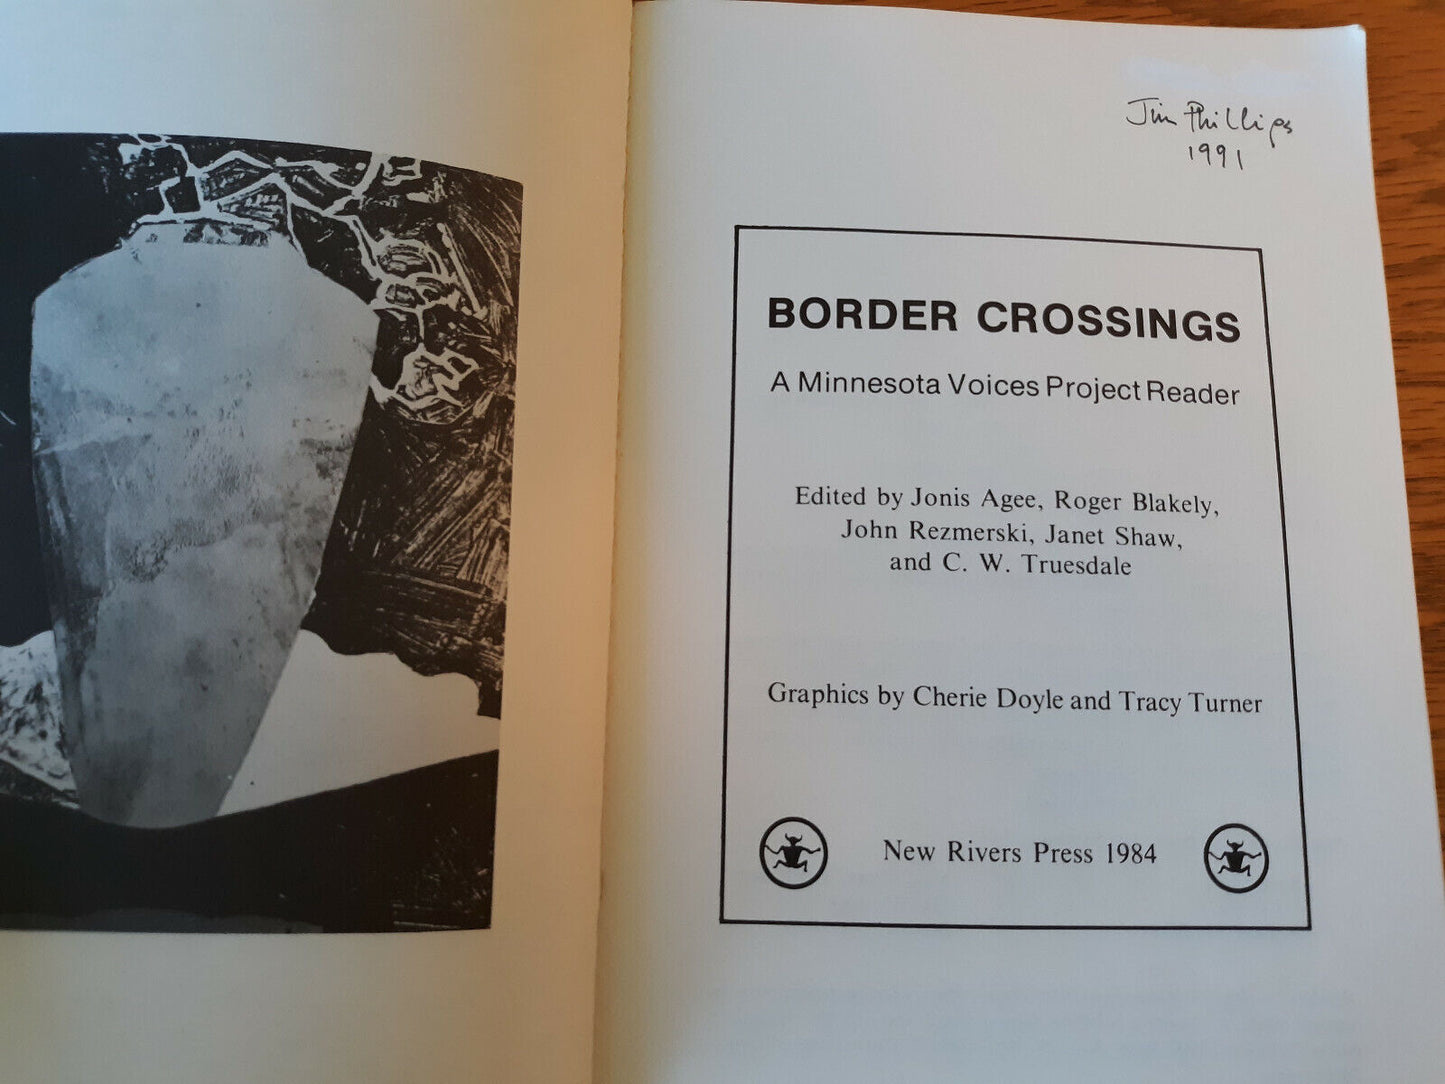 Jim Phillips
1991
BORDER CROSSINGS
A Minnesota Voices Project Reader
Edited by Jonis Agee, Roger Blakely,
John Rezmerski, Janet Shaw,
and C. W. Truesdale
Graphics by Cherie Doyle and Tracy Turner
New Rivers Press 1984